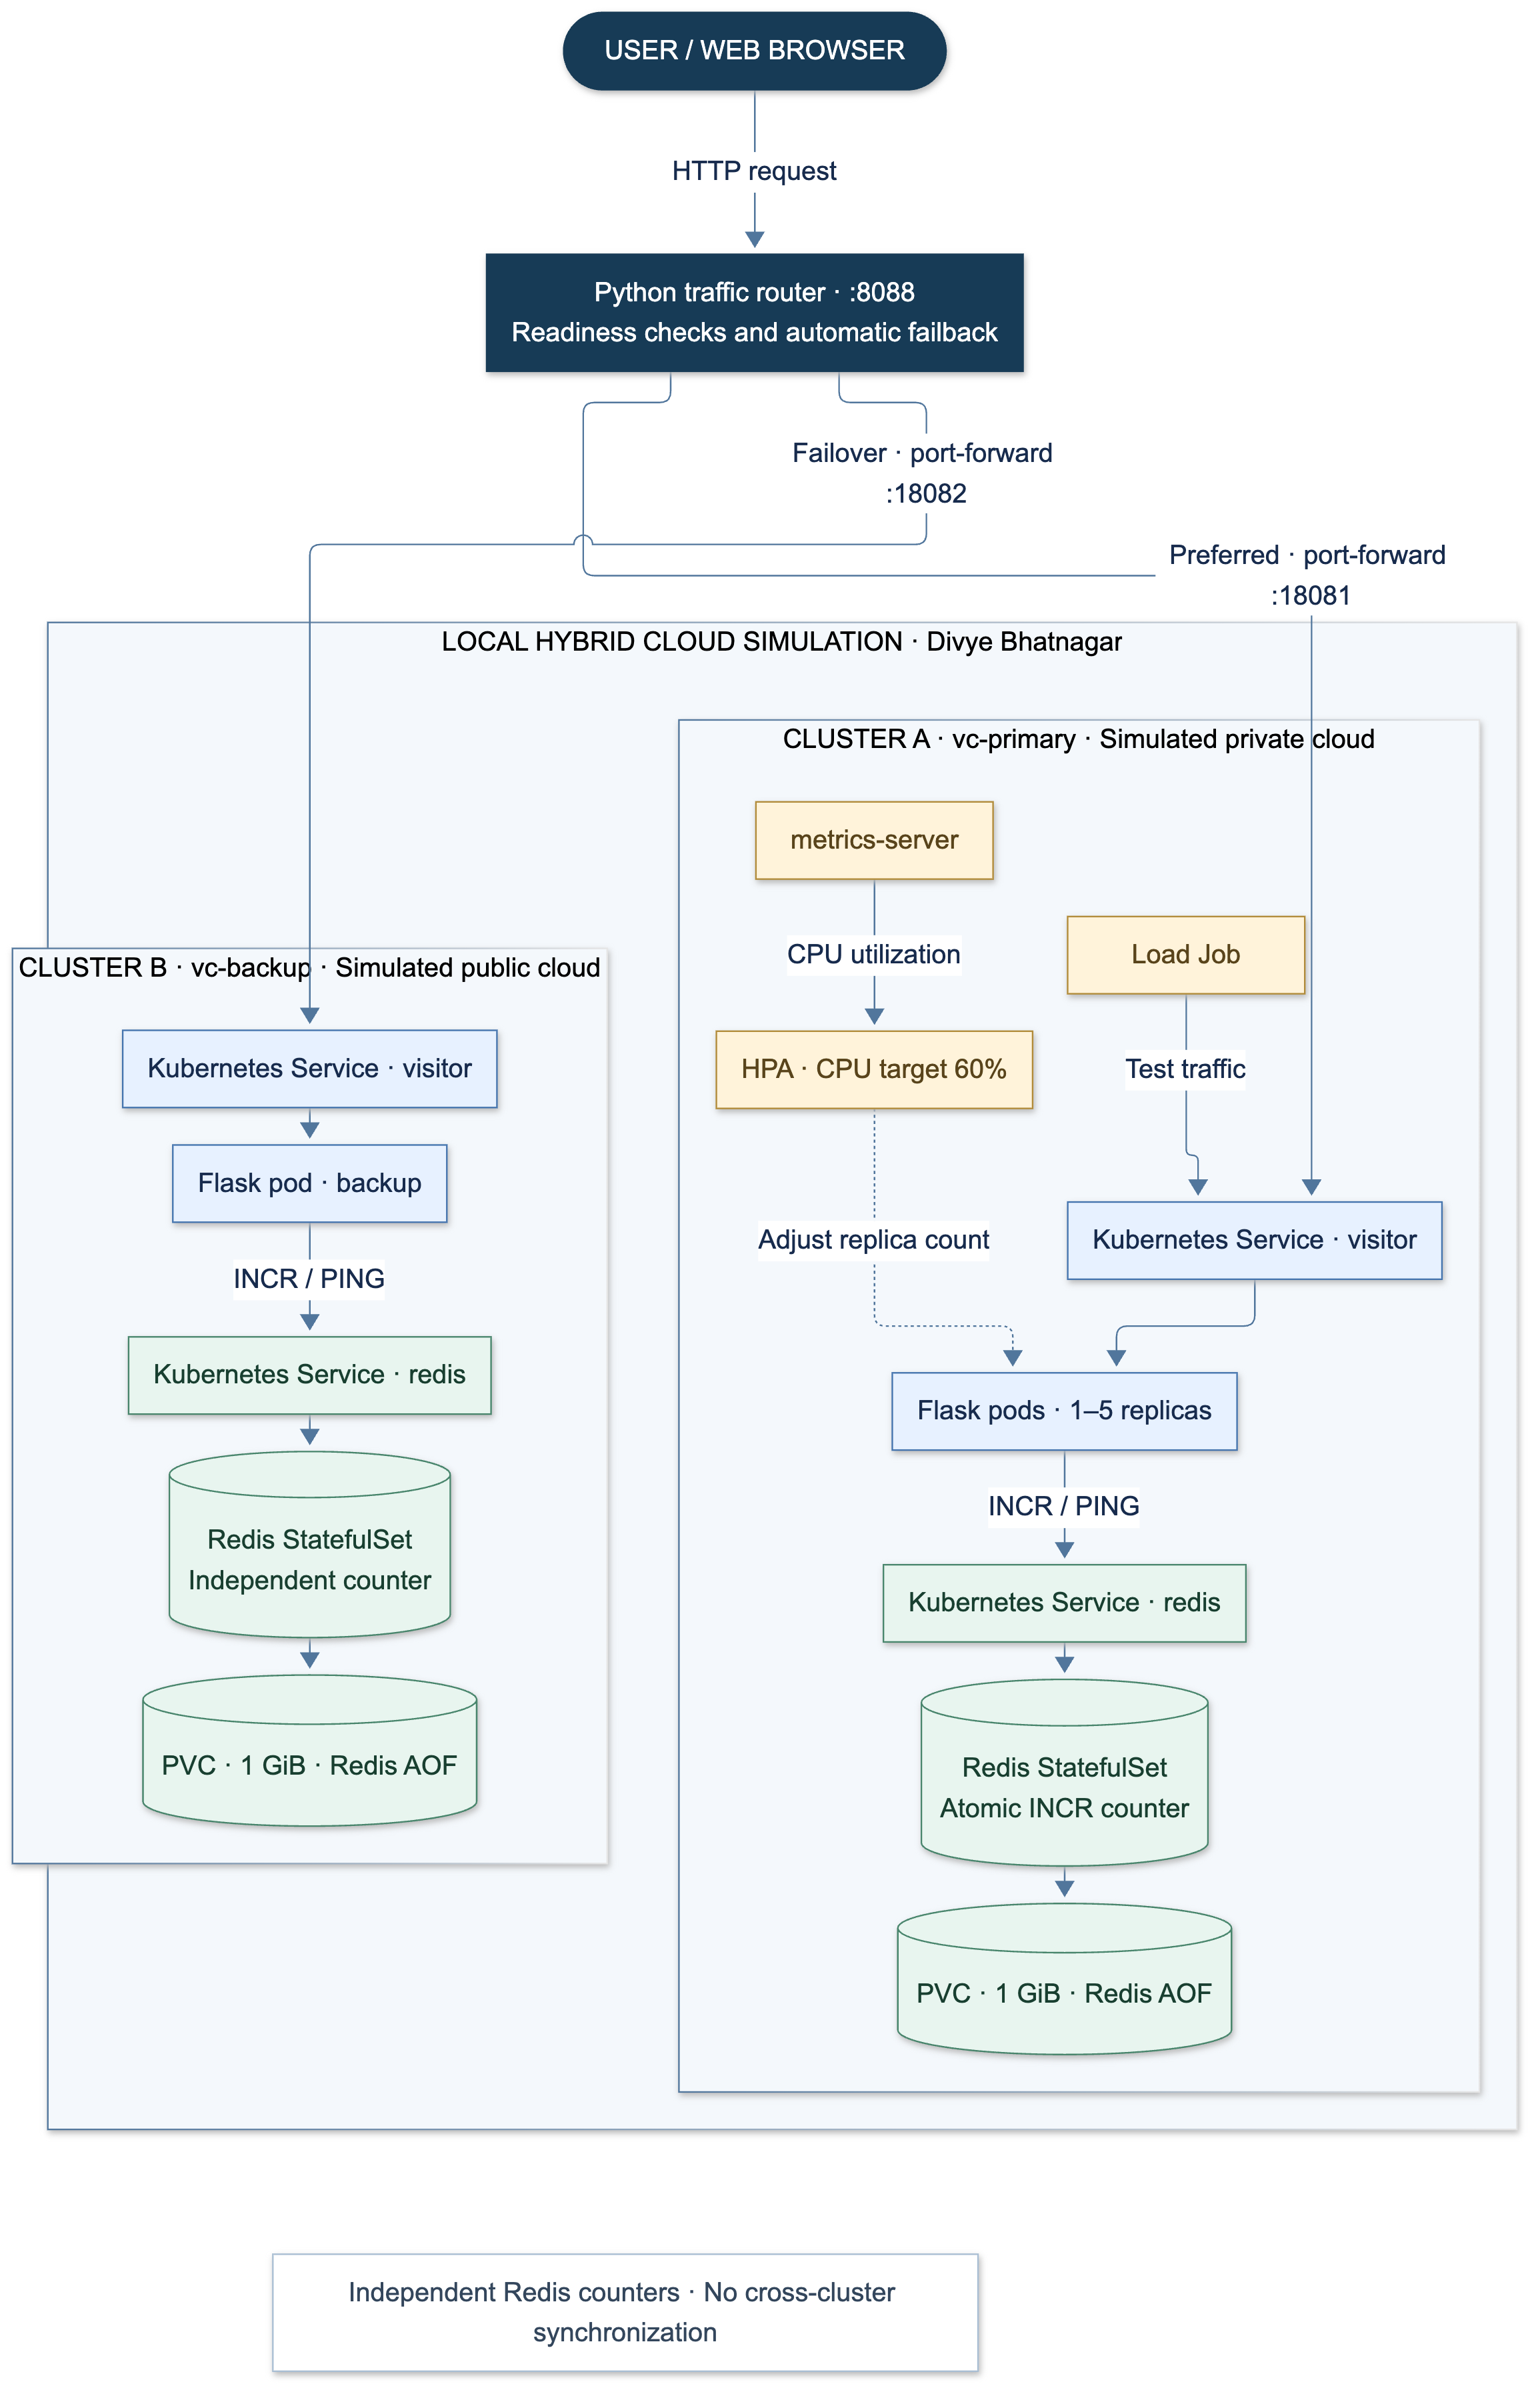 USER / WEB BROWSER
HTTP request
Python traffic router · :8088
Readiness checks and automatic failback
Failover · port-forward
:18082
Preferred · port-forward
:18081
LOCAL HYBRID CLOUD SIMULATION · Divye Bhatnagar
CLUSTER A · vc-primary · Simulated private cloud
metrics-server
CPU utilization
Load Job
HPA · CPU target 60%
Test traffic
Adjust replica count
Kubernetes Service · visitor
Flask pods · 1–5 replicas
INCR / PING
Kubernetes Service · redis
Redis StatefulSet
Atomic INCR counter
PVC · 1 GiB · Redis AOF
CLUSTER B · vc-backup · Simulated public cloud
Kubernetes Service · visitor
Flask pod · backup
INCR / PING
Kubernetes Service · redis
Redis StatefulSet
Independent counter
PVC · 1 GiB · Redis AOF
Independent Redis counters · No cross-cluster
synchronization